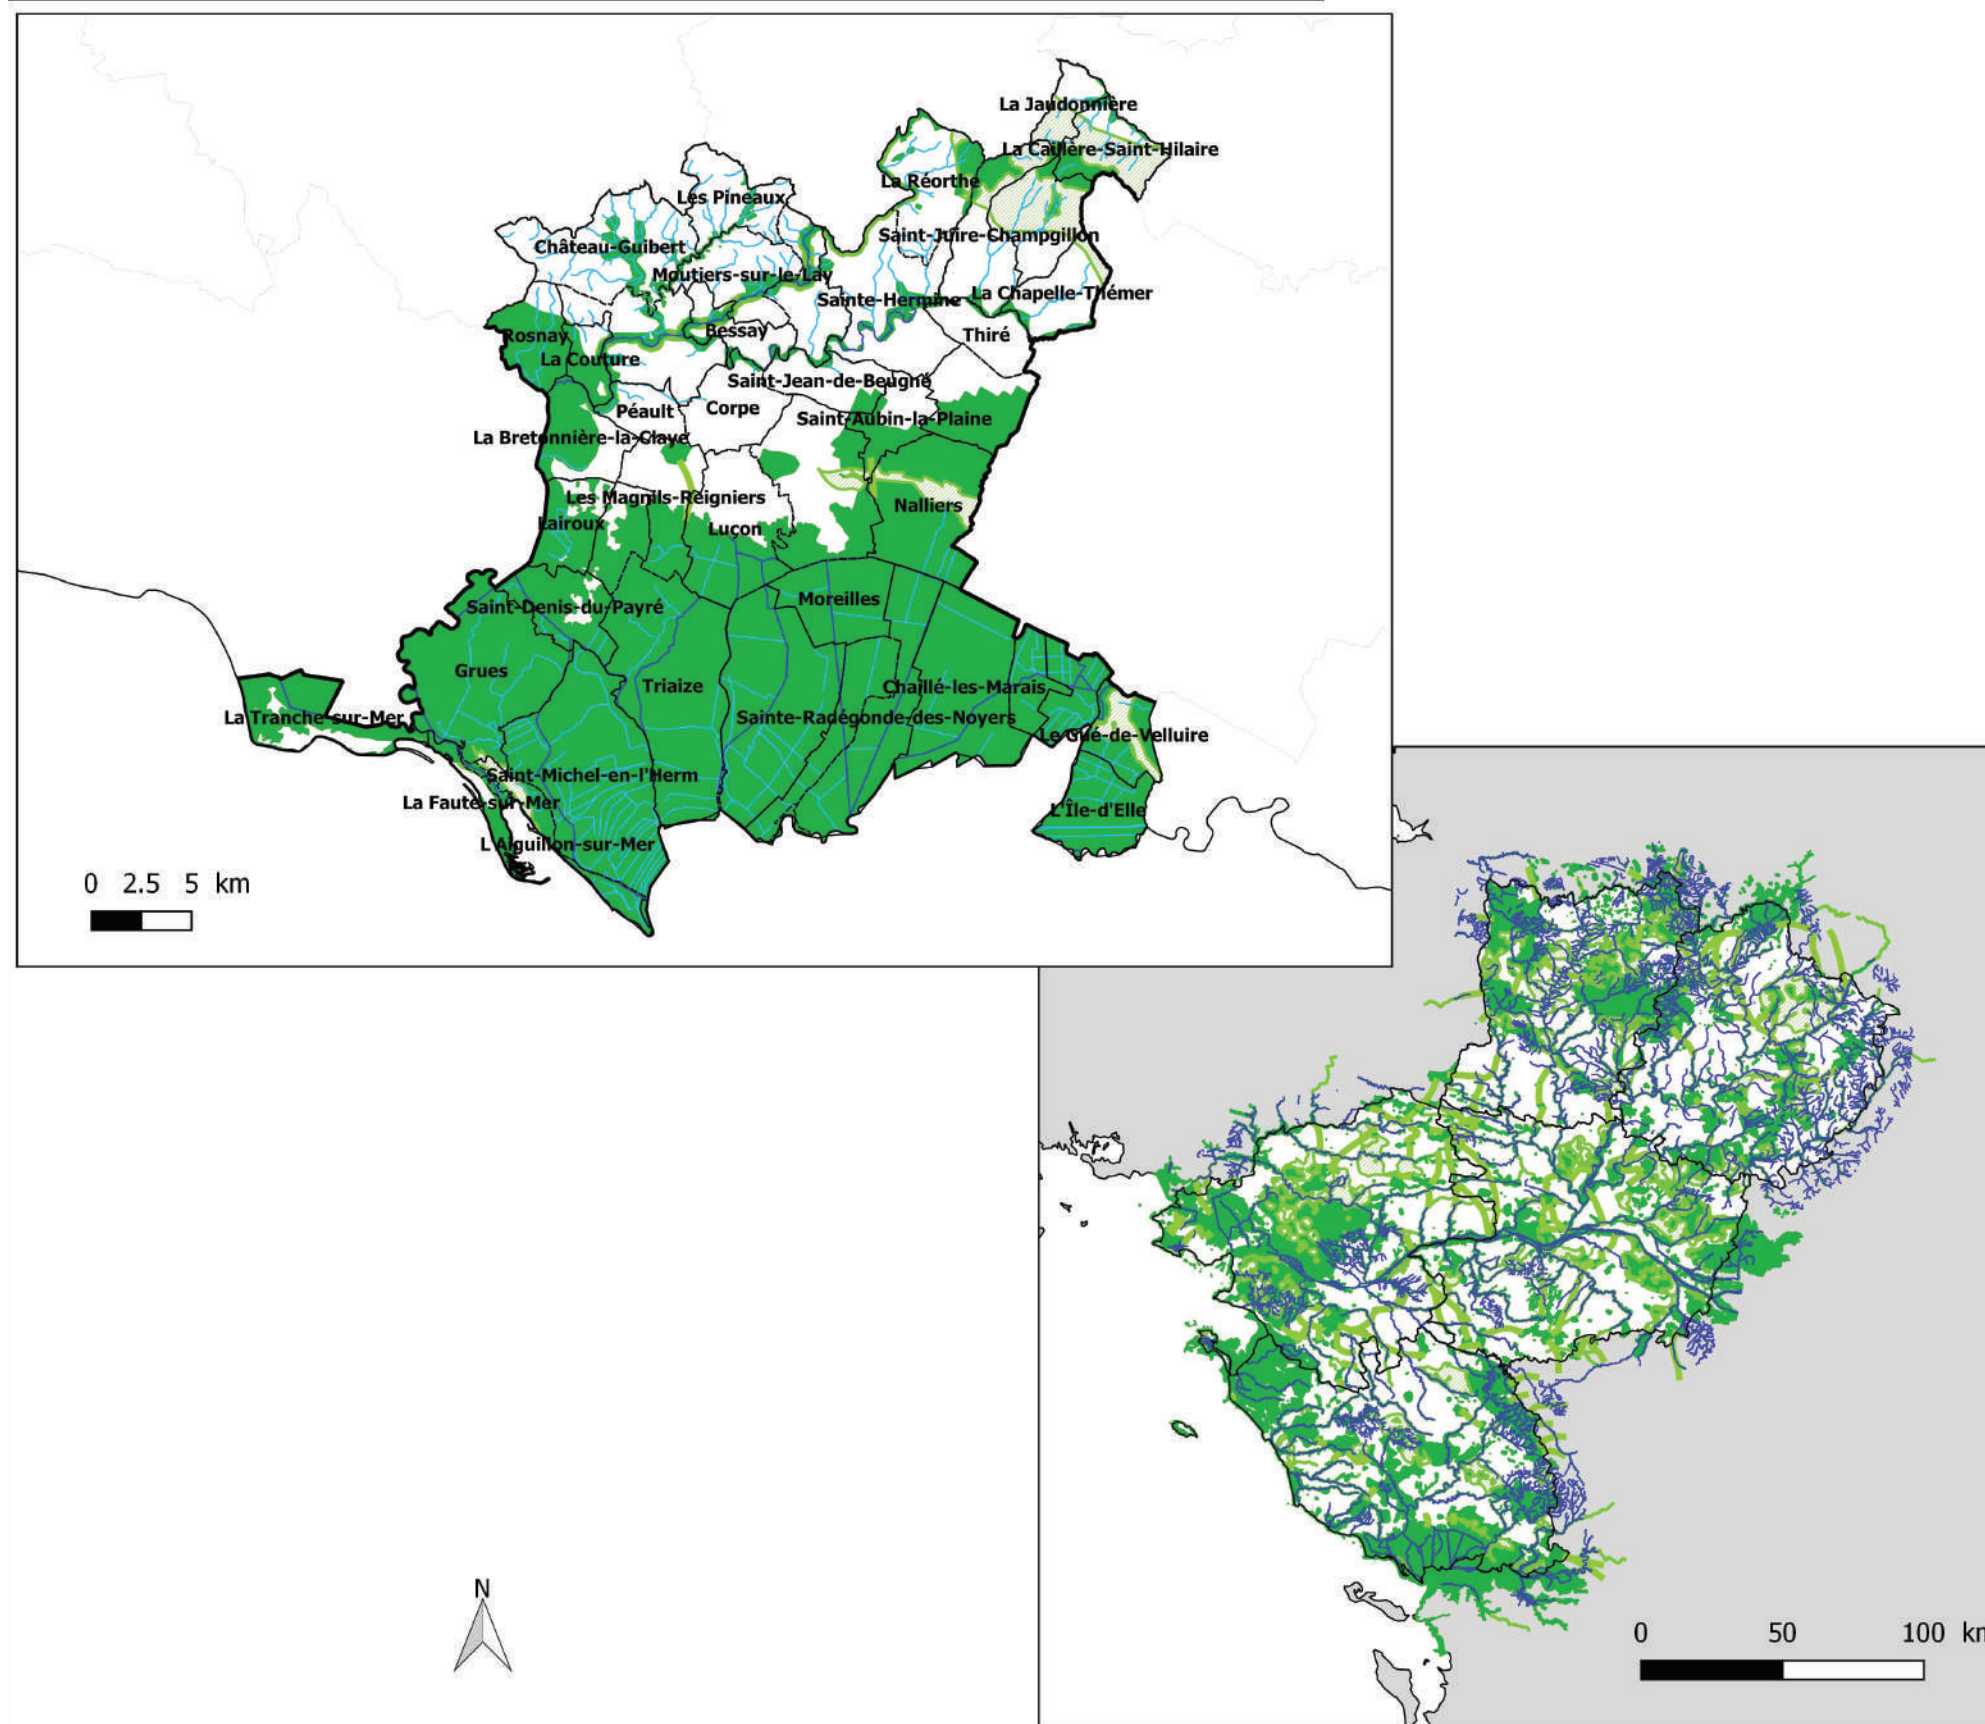 La Jaudonnière
La Caillère-Saint-Hilaire
La Réorthe
Les Pineaux
Saint-Juire-Champgillon
Château-Guibert
Moutiers-sur-le-Lay
La Chapelle-Thémer
Sainte-Hermine
Bessay
Rosnay
Thiré
La Couture
Saint-Jean-de-Beugné
Péault
Corpe
Saint-Aubin-la-Plaine
La Bretonnière-la-Claye
Les Magnils-Reigniers
Nalliers
Lairoux
Luçon
Moreilles
Saint-Denis-du-Payré
Grues
Triaize
Chaillé-les-Marais
La Tranche-sur-Mer
Sainte-Radégonde-des-Noyers
Le Gué-de-Velluire
Saint-Michel-en-l'Herm
La Faute-sur-Mer
L'Île-d'Elle
L'Aiguillon-sur-Mer
0 2.5 5 km
N
0 50 100 km